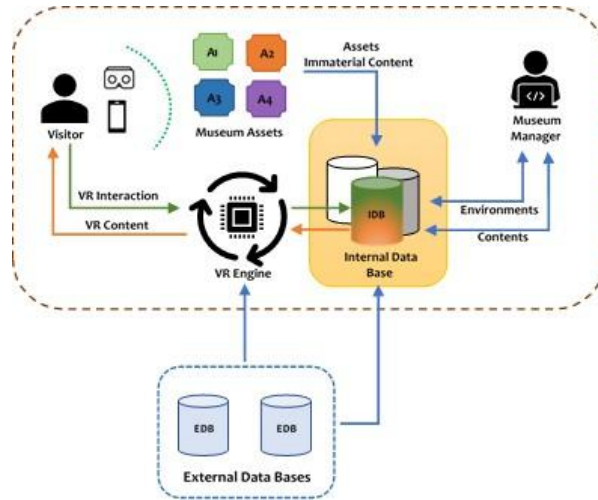 A1
A2
A3
A4
Museum Assets
Assets
Immaterial Content
Visitor
Museum
Manager
VR Interaction
VR Content
VR Engine
IDB
Internal Data
Base
Environments
Contents
EDB
EDB
External Data Bases